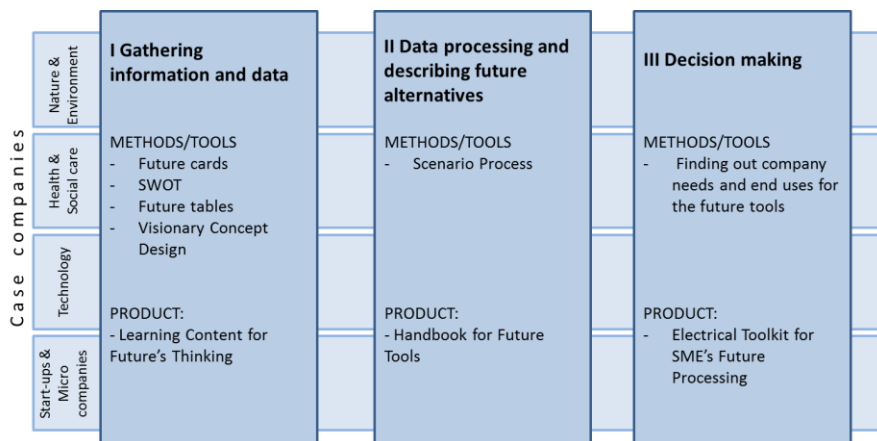 Case companies
Nature &
Environment
Health &
Social care
Technology
Start-ups &
Micro
companies
I Gathering
information and data
METHODS/TOOLS
- Future cards
- SWOT
- Future tables
- Visionary Concept
Design
PRODUCT:
- Learning Content for
Future’s Thinking
II Data processing and
describing future
alternatives
METHODS/TOOLS
- Scenario Process
PRODUCT:
- Handbook for Future
Tools
III Decision making
METHODS/TOOLS
- Finding out company
needs and end uses for
the future tools
PRODUCT:
- Electrical Toolkit for
SME’s Future
Processing